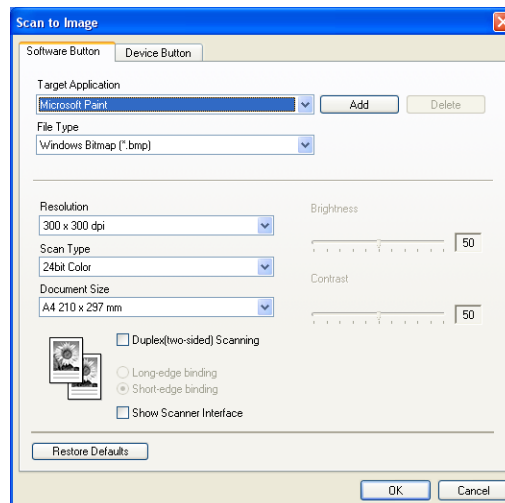 Scan to Image
Software Button
Device Button
Target Application
Microsoft Paint
Add
Delete
File Type
Windows Bitmap (*.bmp)
Resolution
300 x 300 dpi
Scan Type
24bit Color
Document Size
A4 210 x 297 mm
Brightness
50
Contrast
50
Duplex(two-sided) Scanning
Long-edge binding
Short-edge binding
Show Scanner Interface
Restore Defaults
OK
Cancel